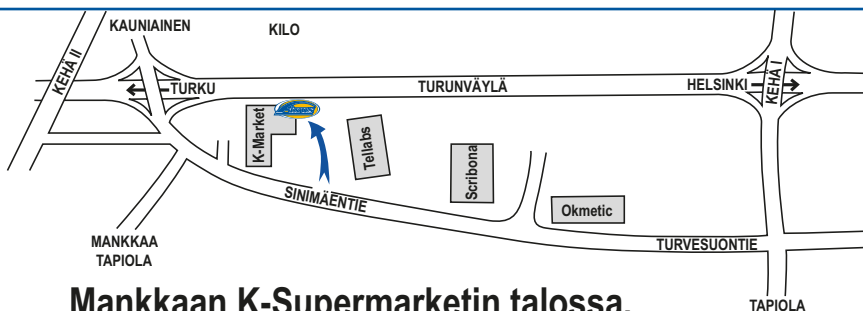 KAUNIAINEN
KILO
KEHÄ II
TURKU
TURUNVÄYLÄ
HELSINKI
KEHÄ I
K-Market
Tellabs
Scribona
Okmetic
SINIMÄENTIE
TURVESUONTIE
MANKKAA
TAPIOLA
TAPIOLA
Mankkaan K-Supermarketin talossa.